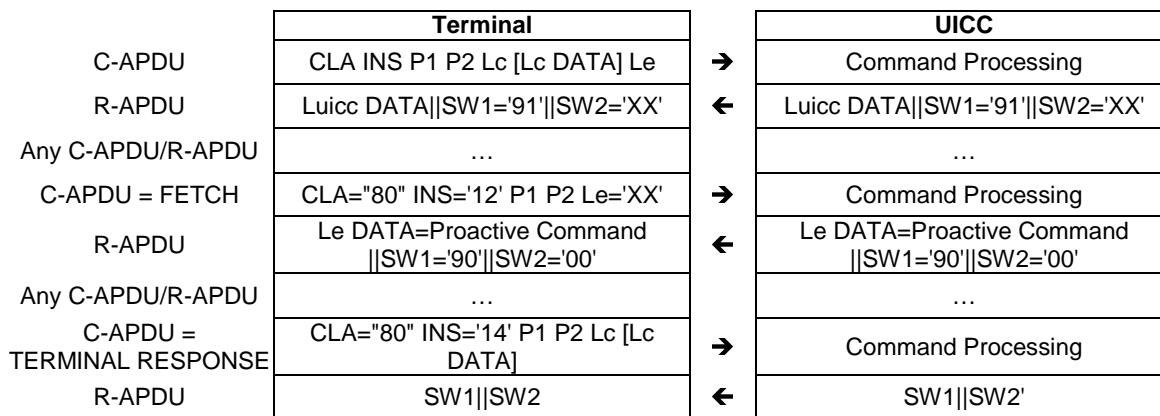 Terminal UICC
C-APDU CLA INS P1 P2 Lc [Lc DATA] Le ➔ Command Processing
R-APDU Luicc DATA||SW1='91'||SW2='XX' 🡰 Luicc DATA||SW1='91'||SW2='XX'
Any C-APDU/R-APDU … …
C-APDU = FETCH CLA="80" INS='12' P1 P2 Le='XX' ➔ Command Processing
R-APDU Le DATA=Proactive Command 🡰 Le DATA=Proactive Command
||SW1='90'||SW2='00' ||SW1='90'||SW2='00'
Any C-APDU/R-APDU … …
C-APDU = CLA="80" INS='14' P1 P2 Lc [Lc ➔ Command Processing
TERMINAL RESPONSE DATA]
R-APDU SW1||SW2 🡰 SW1||SW2'